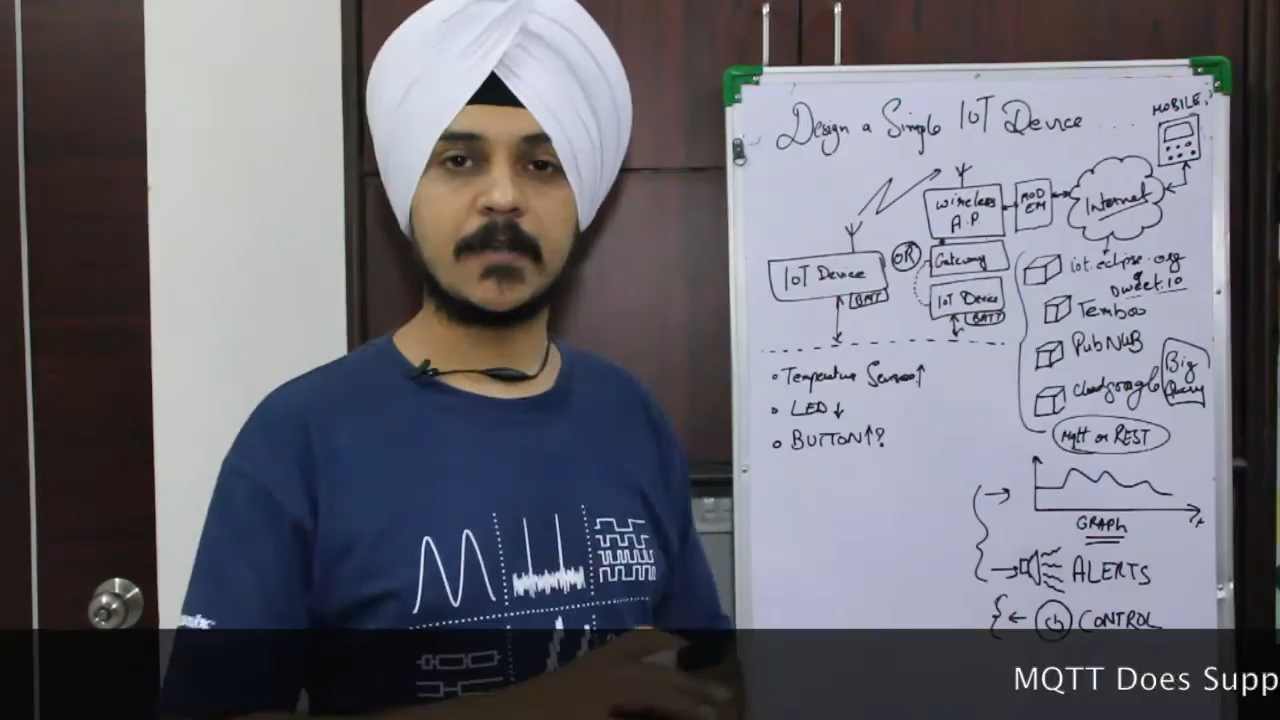 Design a Simple IoT Device ....
MOBILE
Wireless
A.P
MOD
EM
Internet
IoT Device
BATT
OR
Gateway
IoT Device
BATT
iot.eclipse.org
Dweet.io
Temboo
PubNUB
Cloud google
Big
Query
Mqtt or REST
• Temperature Sensor↑
• LED ↓
• BUTTON↑?
GRAPH
t
ALERTS
CONTROL
MQTT Does Supp